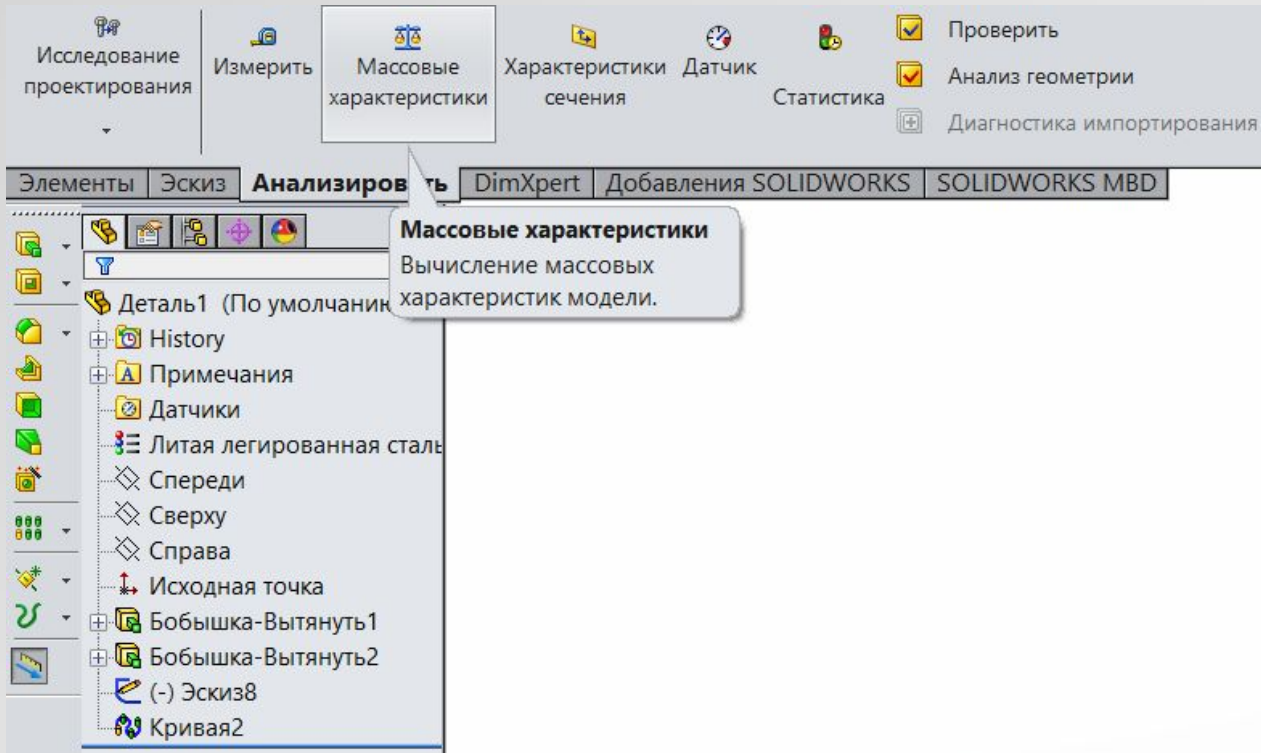 Исследование
проектирования
Измерить
Массовые
характеристики
Характеристики
сечения
Датчик
Статистика
Проверить
Анализ геометрии
Диагностика импортирования
Элементы Эскиз Анализировать DimXpert Добавления SOLIDWORKS SOLIDWORKS MBD
Массовые характеристики
Вычисление массовых
характеристик модели.
Деталь1 (По умолчанию
History
Примечания
Датчики
Литая легированная сталь
Спереди
Сверху
Справа
Исходная точка
Бобышка-Вытянуть1
Бобышка-Вытянуть2
(-) Эскиз8
Кривая2